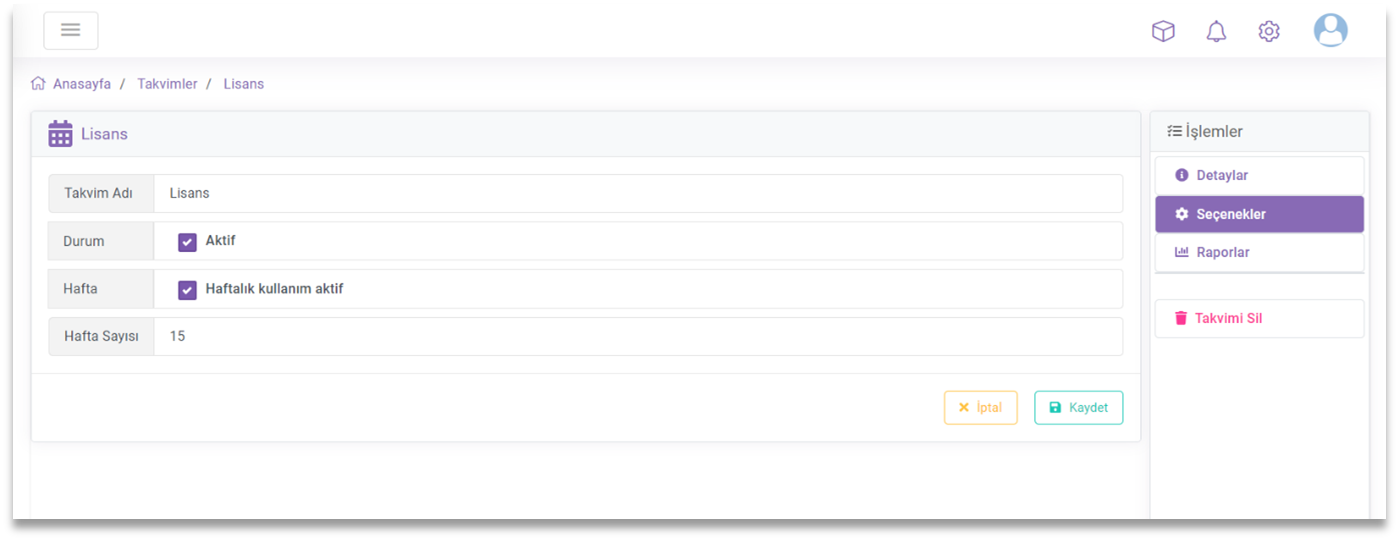 Anasayfa / Takvimler / Lisans
Lisans
Takvim Adı Lisans
Durum Aktif
Hafta Haftalık kullanım aktif
Hafta Sayısı 15
İptal Kaydet
İşlemler
Detaylar
Seçenekler
Raporlar
Takvimi Sil